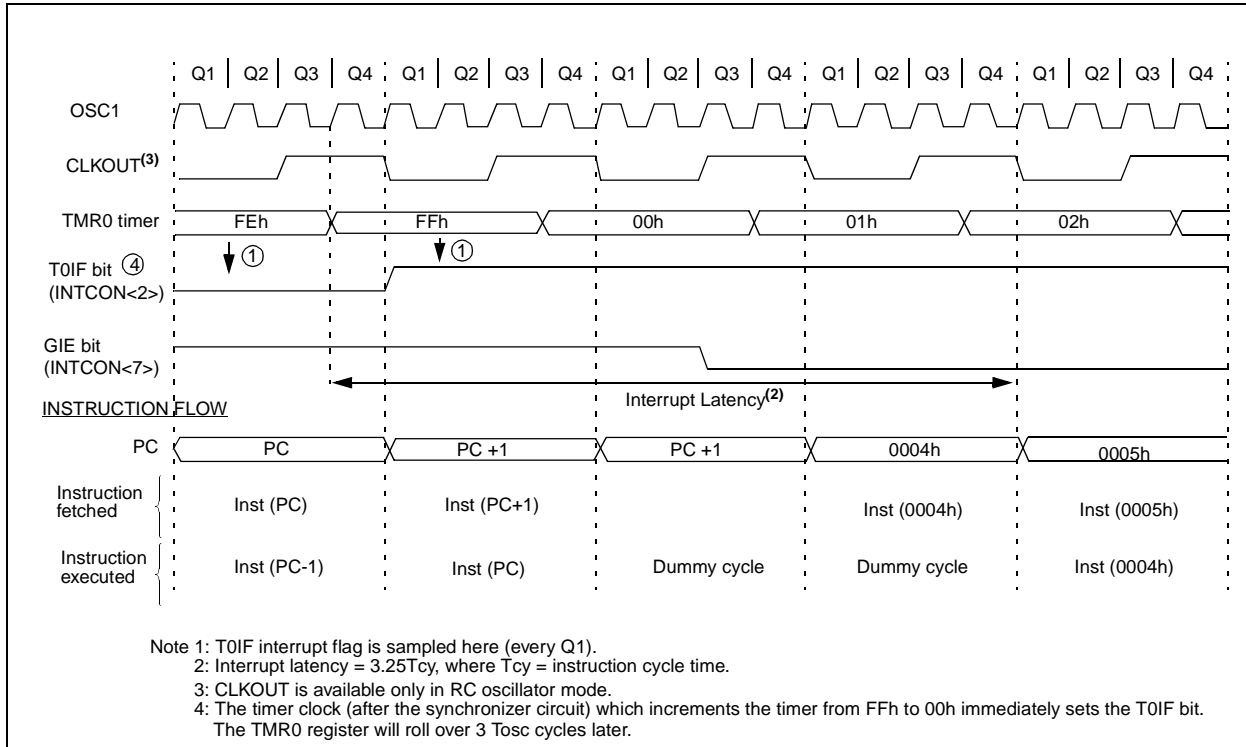 Q1 Q2 Q3 Q4 Q1 Q2 Q3 Q4 Q1 Q2 Q3 Q4 Q1 Q2 Q3 Q4 Q1 Q2 Q3 Q4
OSC1
CLKOUT(3)
TMR0 timer FEh FFh 00h 01h 02h
1 1
T0IF bit 4
(INTCON<2>)
GIE bit
(INTCON<7>)
Interrupt Latency(2)
INSTRUCTION FLOW
PC PC PC +1 PC +1 0004h 0005h
Instruction
fetched
Inst (PC) Inst (PC+1) Inst (0004h) Inst (0005h)
Instruction
executed
Inst (PC-1) Inst (PC) Dummy cycle Dummy cycle Inst (0004h)
Note 1: T0IF interrupt flag is sampled here (every Q1).
2: Interrupt latency = 3.25Tcy, where Tcy = instruction cycle time.
3: CLKOUT is available only in RC oscillator mode.
4: The timer clock (after the synchronizer circuit) which increments the timer from FFh to 00h immediately sets the T0IF bit.
The TMR0 register will roll over 3 Tosc cycles later.